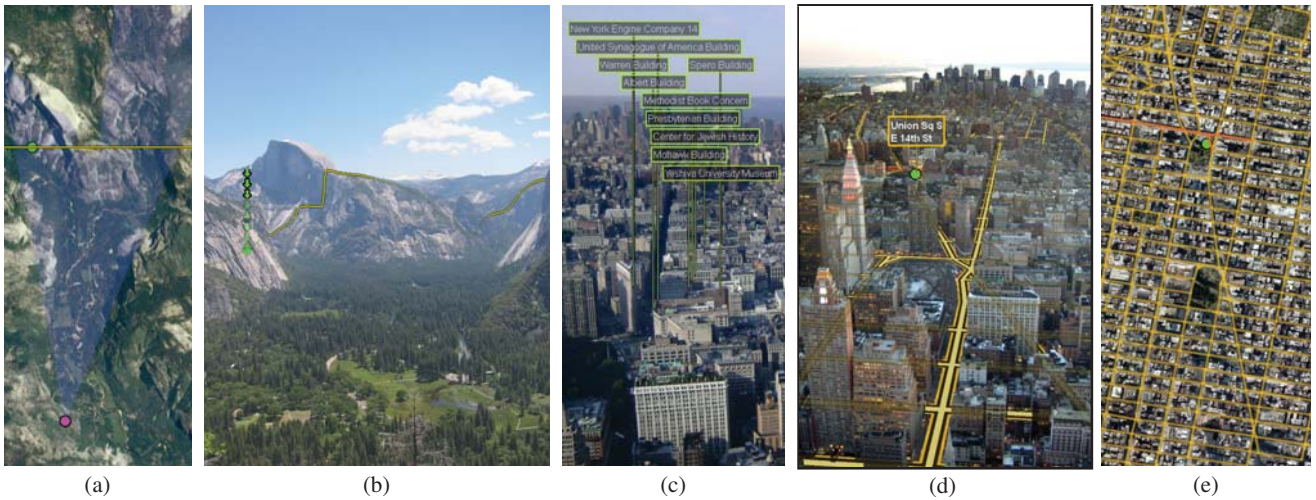 New York Engine Company 14
United Synagogue of America Building
Warren Building
Spero Building
Albert Building
Methodist Book Concern
Presbyterian Building
Center for Jewish History
Mohawk Building
Yeshiva University Museum
Union Sq S
E 14th St
(a)
(b)
(c)
(d)
(e)